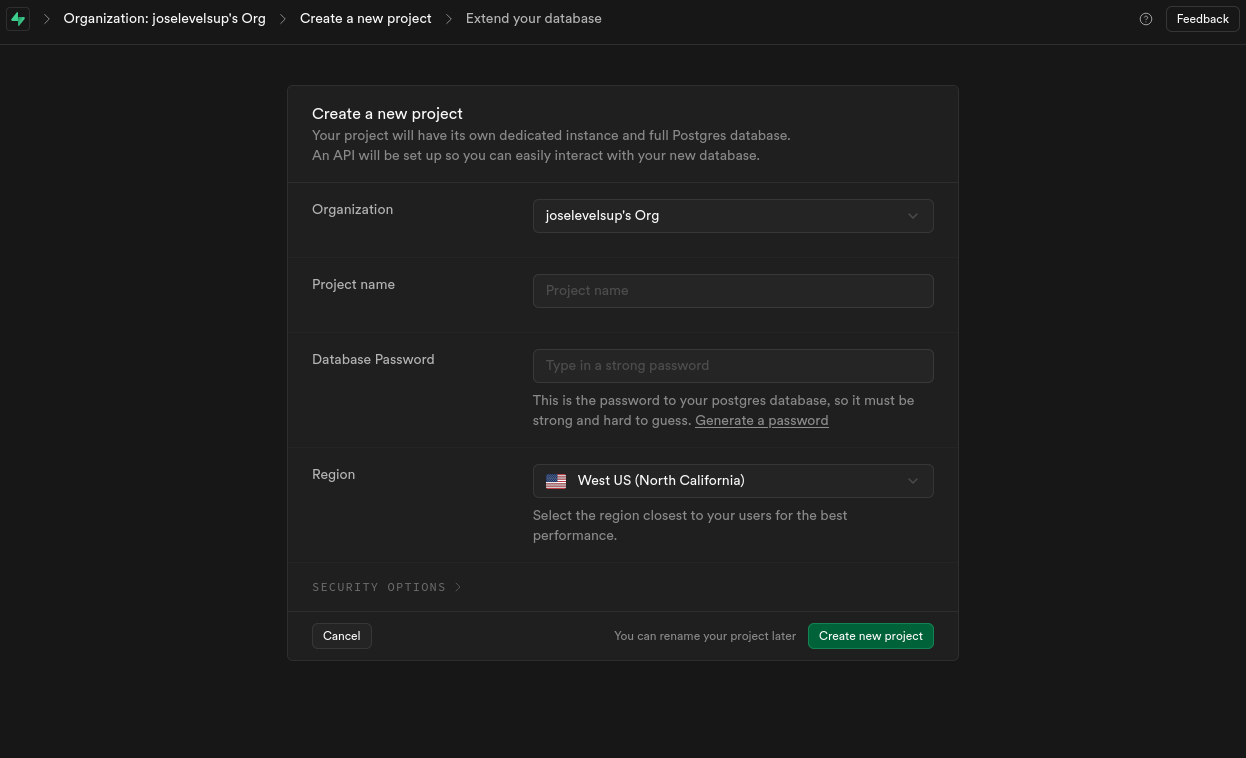 Organization: joselevelsup's Org
Create a new project
Extend your database
Feedback
Create a new project
Your project will have its own dedicated instance and full Postgres database.
An API will be set up so you can easily interact with your new database.
Organization
joselevelsup's Org
Project name
Project name
Database Password
Type in a strong password
This is the password to your postgres database, so it must be
strong and hard to guess. Generate a password
Region
West US (North California)
Select the region closest to your users for the best
performance.
SECURITY OPTIONS
Cancel
You can rename your project later
Create new project